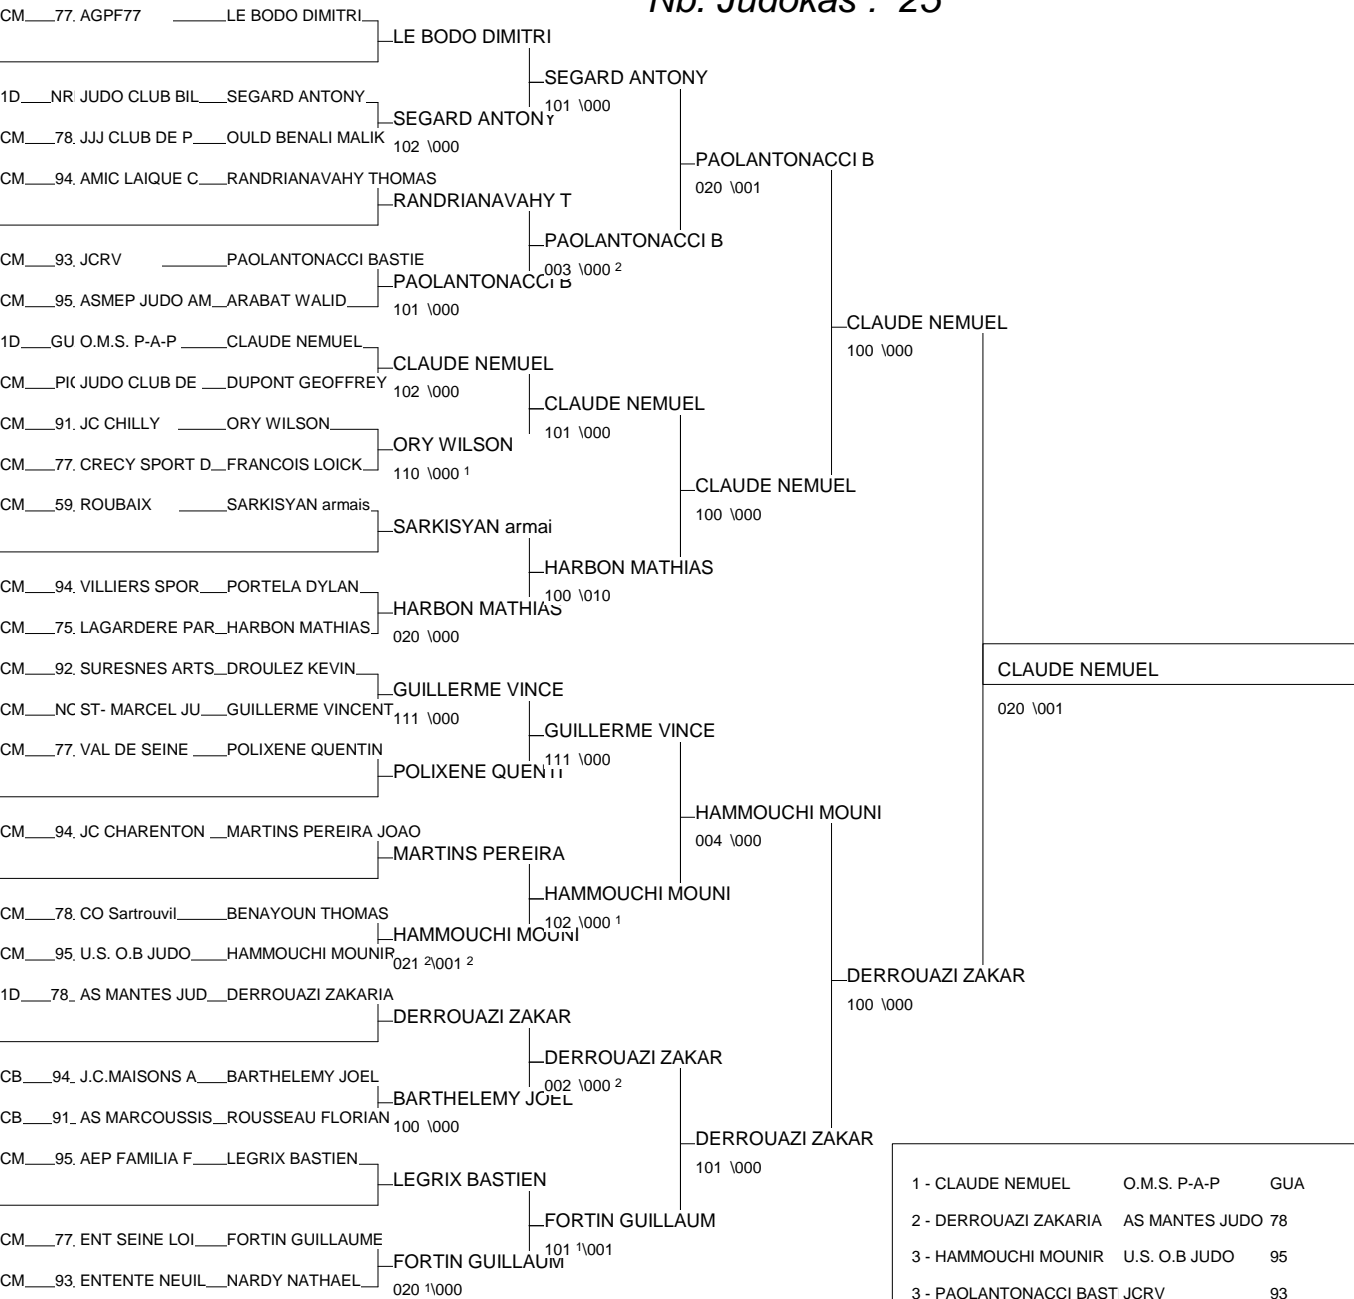 Nb. Judokas : 25
CM 77 AGPF77 LE BODO DIMITRI
LE BODO DIMITRI
SEGARD ANTONY
101 \000
1D NR JUDO CLUB BIL SEGARD ANTONY
SEGARD ANTONY
102 \000
CM 78 JJJ CLUB DE P OULD BENALI MALIK
PAOLANTONACCI B
020 \001
CM 94 AMIC LAIQUE C RANDRIANAVAHY THOMAS
RANDRIANAVAHY T
PAOLANTONACCI B
003 \000 2
CM 93 JCRV PAOLANTONACCI BASTIE
PAOLANTONACCI B
101 \000
CM 95 ASMEP JUDO AM ARABAT WALID
CLAUDE NEMUEL
100 \000
1D GU O.M.S. P-A-P CLAUDE NEMUEL
CLAUDE NEMUEL
102 \000
CM PI( JUDO CLUB DE DUPONT GEOFFREY
CLAUDE NEMUEL
101 \000
CM 91 JC CHILLY ORY WILSON
ORY WILSON
110 \000 1
CM 77 CRECY SPORT D FRANCOIS LOICK
CLAUDE NEMUEL
100 \000
CM 59 ROUBAIX SARKISYAN armais
SARKISYAN armai
HARBON MATHIAS
100 \010
CM 94 VILLIERS SPOR PORTELA DYLAN
HARBON MATHIAS
020 \000
CM 75 LAGARDERE PAR HARBON MATHIAS
CLAUDE NEMUEL
020 \001
CM 92 SURESNES ARTS DROULEZ KEVIN
GUILLERME VINCE
111 \000
CM NC ST- MARCEL JU GUILLERME VINCENT
GUILLERME VINCE
111 \000
CM 77 VAL DE SEINE POLIXENE QUENTIN
POLIXENE QUENTI
HAMMOUCHI MOUNI
004 \000
CM 94 JC CHARENTON MARTINS PEREIRA JOAO
MARTINS PEREIRA
HAMMOUCHI MOUNI
102 \000 1
CM 78 CO Sartrouvil BENAYOUN THOMAS
HAMMOUCHI MOUNI
021 2\001 2
CM 95 U.S. O.B JUDO HAMMOUCHI MOUNIR
DERROUAZI ZAKAR
100 \000
1D 78 AS MANTES JUD DERROUAZI ZAKARIA
DERROUAZI ZAKAR
DERROUAZI ZAKAR
002 \000 2
CB 94 J.C.MAISONS A BARTHELEMY JOEL
BARTHELEMY JOEL
100 \000
CB 91 AS MARCOUSSIS ROUSSEAU FLORIAN
DERROUAZI ZAKAR
101 \000
CM 95 AEP FAMILIA F LEGRIX BASTIEN
LEGRIX BASTIEN
FORTIN GUILLAUM
101 1\001
CM 77 ENT SEINE LOI FORTIN GUILLAUME
FORTIN GUILLAUM
020 1\000
CM 93 ENTENTE NEUIL NARDY NATHAEL
1 - CLAUDE NEMUEL O.M.S. P-A-P GUA
2 - DERROUAZI ZAKARIA AS MANTES JUDO 78
3 - HAMMOUCHI MOUNIR U.S. O.B JUDO 95
3 - PAOLANTONACCI BAST JCRV 93